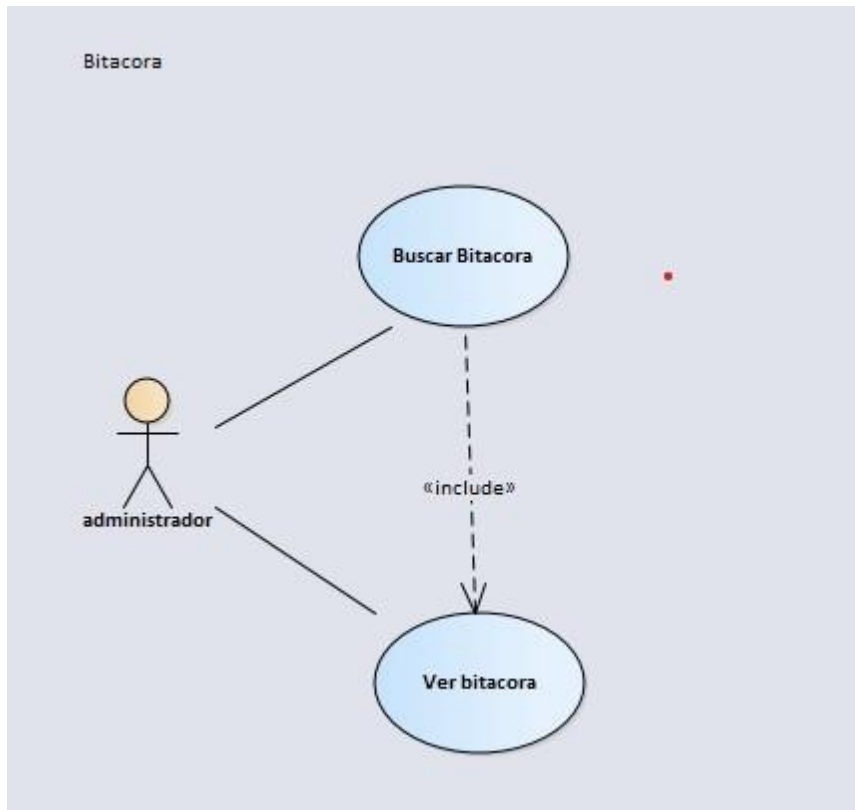 Bitacora
Buscar Bitacora
administrador
«include»
Ver bitacora